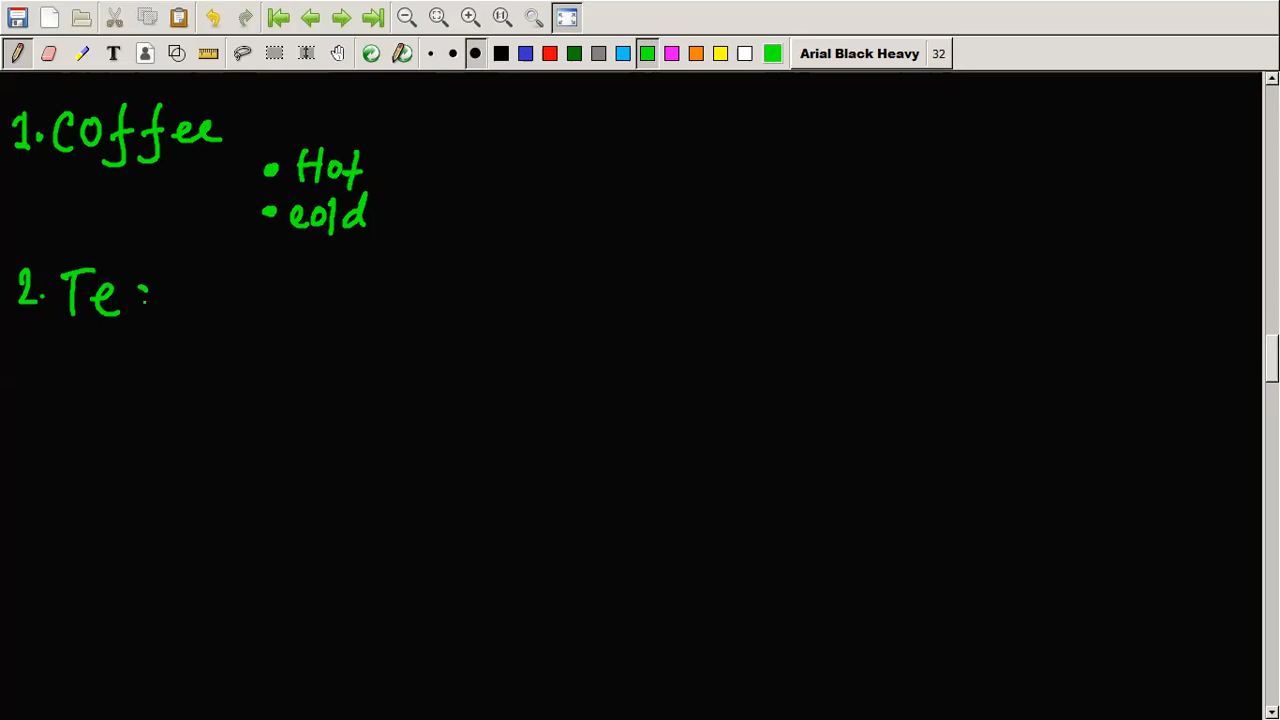 Arial Black Heavy 32
1. Coffee
• Hot
• cold
2. Te